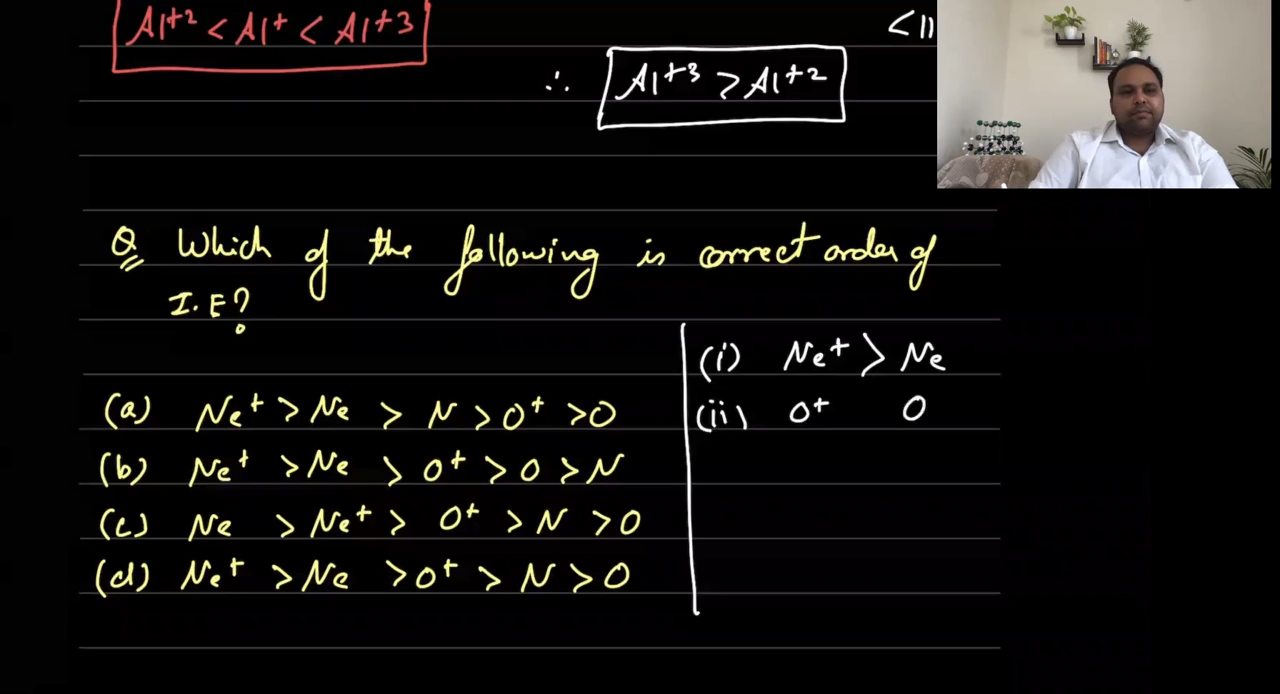 Al+2 < Al+ < Al+3
<11
∴ Al+3 > Al+2
Q Which of the following is correct order of
I.E?
(i) Ne+ > Ne
(ii) O+ O
(a) Ne+ > Ne > N > O+ > O
(b) Ne+ > Ne > O+ > O > N
(c) Ne > Ne+ > O+ > N > O
(d) Ne+ > Ne > O+ > N > O